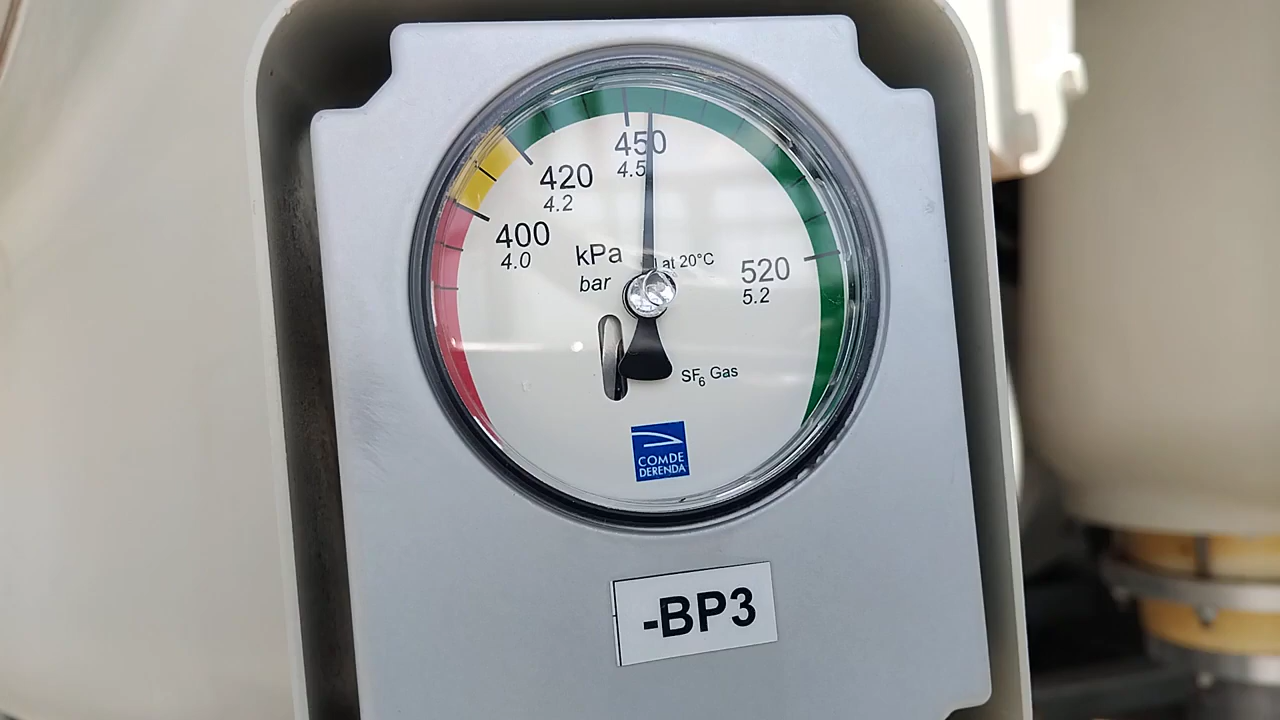 450
4.5
420
4.2
400
4.0
kPa
bar
at 20°C
520
5.2
SF6 Gas
COMDE
DERENDA
-BP3